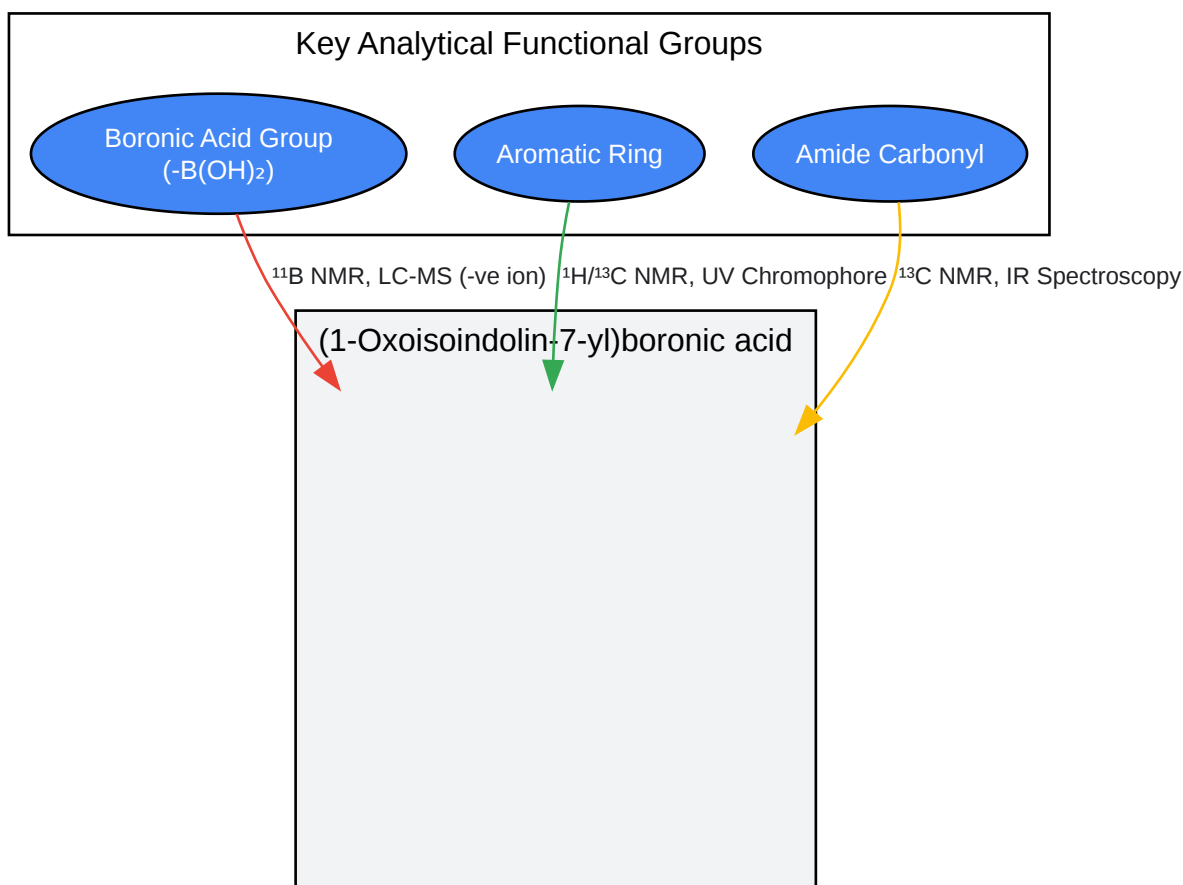 Key Analytical Functional Groups
Boronic Acid Group
(-B(OH)₂)
Aromatic Ring
Amide Carbonyl
¹¹B NMR, LC-MS (-ve ion)
¹H/¹³C NMR, UV Chromophore
¹³C NMR, IR Spectroscopy
(1-Oxoisoindolin-7-yl)boronic acid